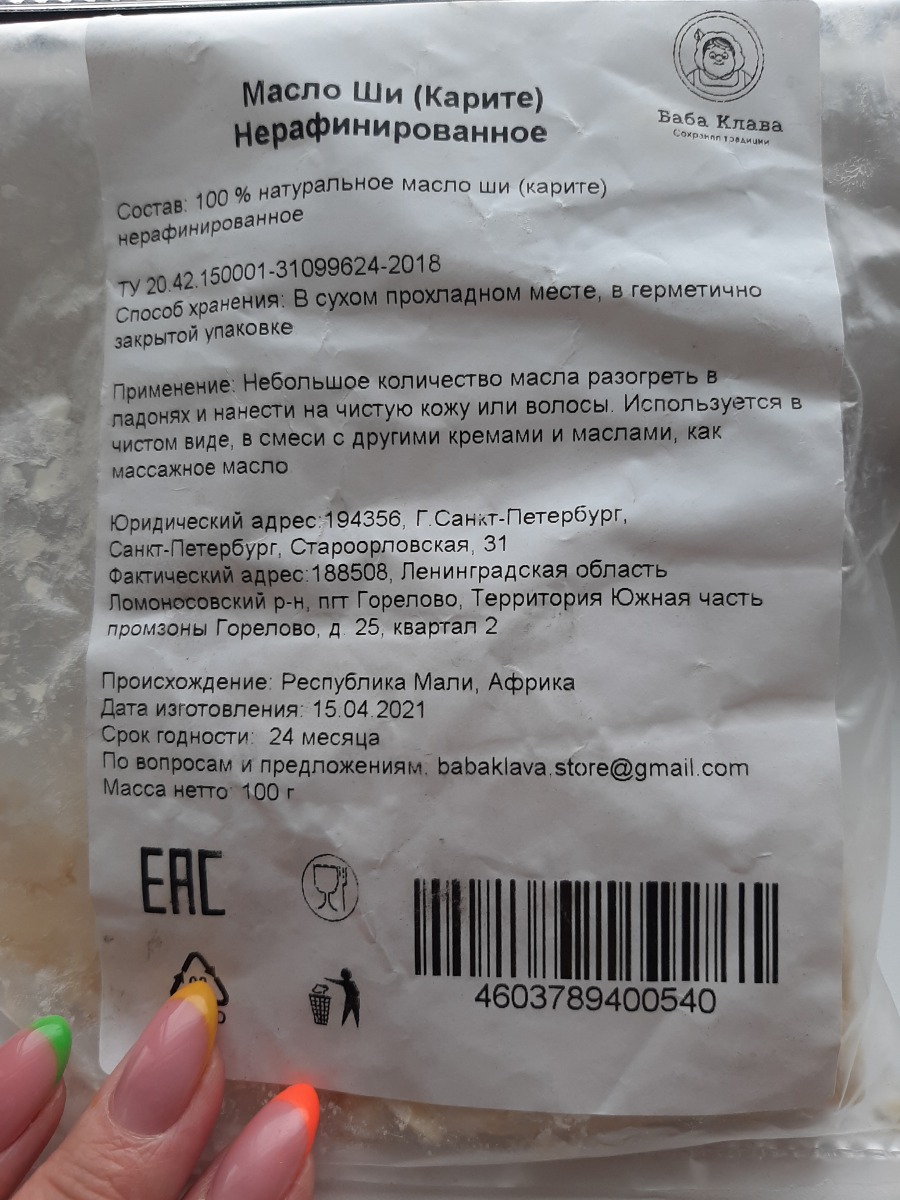 Масло Ши (Карите)
Нерафинированное
Баба Клава
Сохраняя традиции
Состав: 100 % натуральное масло ши (карите)
нерафинированное
ТУ 20.42.150001-31099624-2018
Способ хранения: В сухом прохладном месте, в герметично
закрытой упаковке
Применение: Небольшое количество масла разогреть в
ладонях и нанести на чистую кожу или волосы. Используется в
чистом виде, в смеси с другими кремами и маслами, как
массажное масло
Юридический адрес:194356, Г.Санкт-Петербург,
Санкт-Петербург, Староорловская, 31
Фактический адрес:188508, Ленинградская область
Ломоносовский р-н, пгт Горелово, Территория Южная часть
промзоны Горелово, д. 25, квартал 2
Происхождение: Республика Мали, Африка
Дата изготовления: 15.04.2021
Срок годности: 24 месяца
По вопросам и предложениям: babaklava.store@gmail.com
Масса нетто: 100 г
EAC
4603789400540